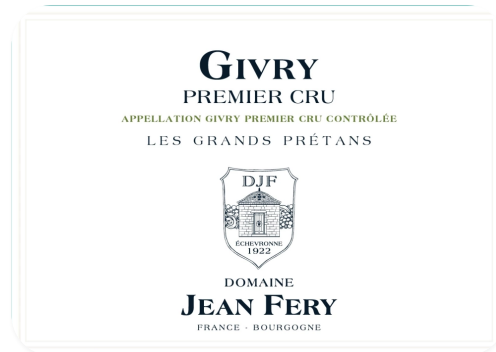 GIVRY
PREMIER CRU
APPELLATION GIVRY PREMIER CRU CONTRÔLÉE
LES GRANDS PRÉTANS
DJF
ÉCHEVRONNE
1922
DOMAINE
JEAN FERY
FRANCE - BOURGOGNE